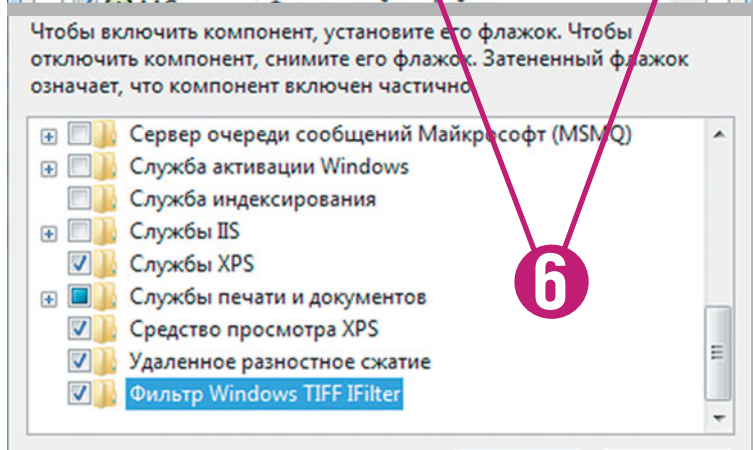 Чтобы включить компонент, установите его флажок. Чтобы
отключить компонент, снимите его флажок. Затененный флажок
означает, что компонент включен частично.
Сервер очереди сообщений Майкрософт (MSMQ)
Служба активации Windows
Служба индексирования
Службы IIS
Службы XPS
6
Службы печати и документов
Средство просмотра XPS
Удаленное разностное сжатие
Фильтр Windows TIFF IFilter